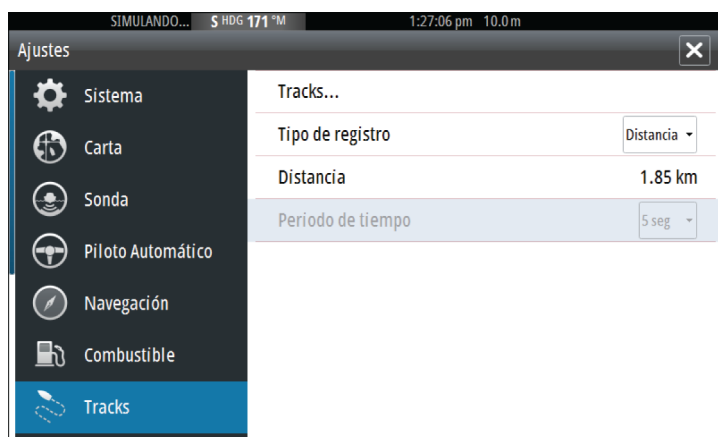 SIMULANDO... S HDG 171 °M 1:27:06 pm 10.0 m
Ajustes
Sistema
Carta
Sonda
Piloto Automático
Navegación
Combustible
Tracks
Tracks...
Tipo de registro Distancia
Distancia 1.85 km
Periodo de tiempo 5 seg